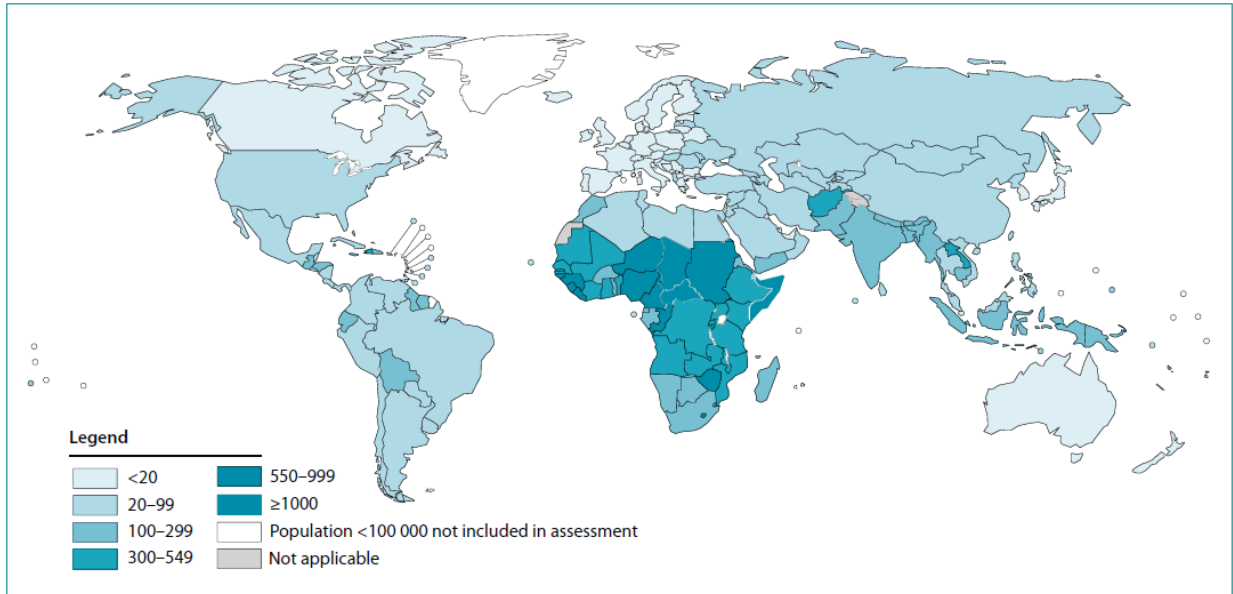 Legend
<20
20–99
100–299
300–549
550–999
≥1000
Population <100 000 not included in assessment
Not applicable